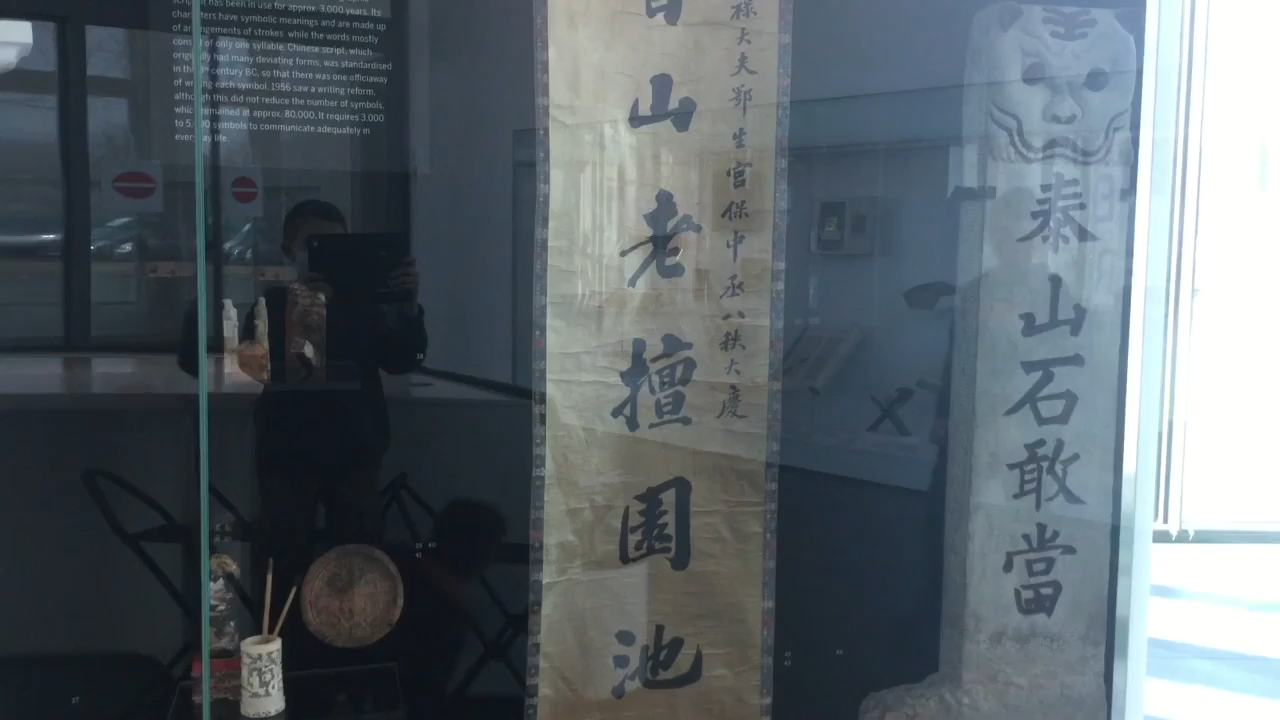 script has been in use for approx. 3,000 years. Its
characters have symbolic meanings and are made up
of arrangements of strokes while the words mostly
consist of only one syllable. Chinese script, which
originally had many deviating forms, was standardised
in the 3rd century BC, so that there was one officiaway
of writing each symbol. 1956 saw a writing reform,
although this did not reduce the number of symbols,
which remained at approx. 80,000. It requires 3.000
to 5.000 symbols to communicate adequately in
everyday life.
祿大夫鄂生宮保中丞八秩大慶
山老擅園池
泰山石敢當